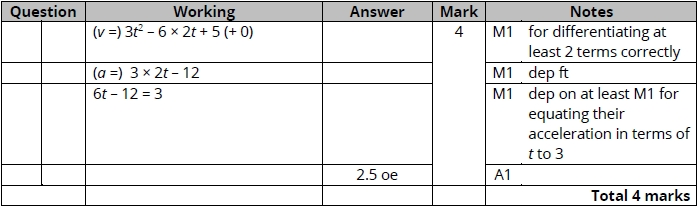 Question Working Answer Mark Notes
(v =) 3t² – 6 × 2t + 5 (+ 0) 4 M1 for differentiating at
least 2 terms correctly
(a =) 3 × 2t – 12 M1 dep ft
6t – 12 = 3 M1 dep on at least M1 for
equating their
acceleration in terms of
t to 3
2.5 oe A1
Total 4 marks